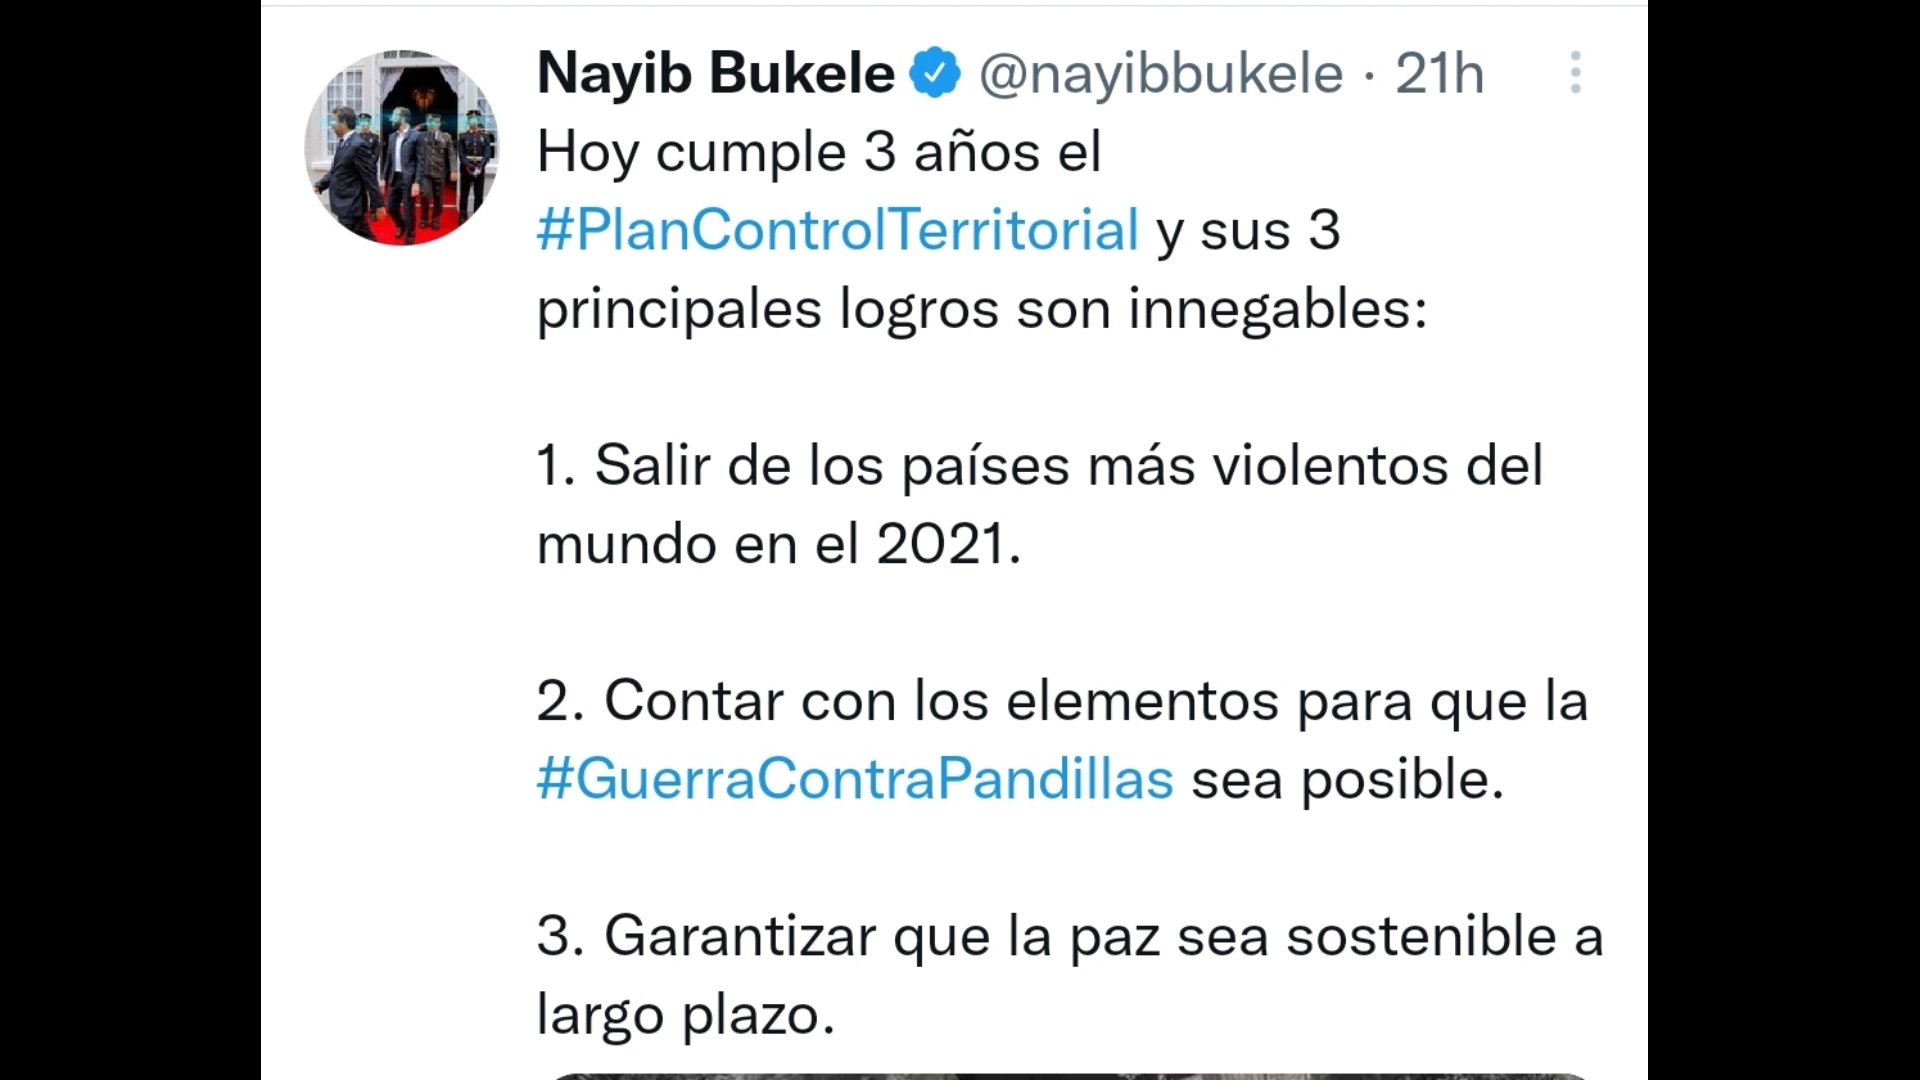 Nayib Bukele @nayibbukele · 21h
Hoy cumple 3 años el
#PlanControlTerritorial y sus 3
principales logros son innegables:
1. Salir de los países más violentos del
mundo en el 2021.
2. Contar con los elementos para que la
#GuerraContraPandillas sea posible.
3. Garantizar que la paz sea sostenible a
largo plazo.